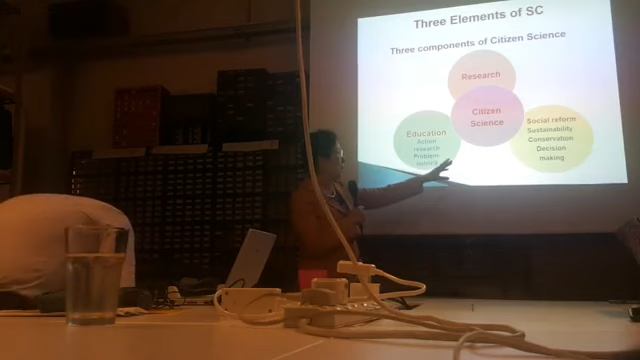 Three Elements of SC
Three components of Citizen Science
Research
Citizen
Science
Education
Action
research
Problem-
solving
Social reform
Sustainability
Conservation
Decision
making